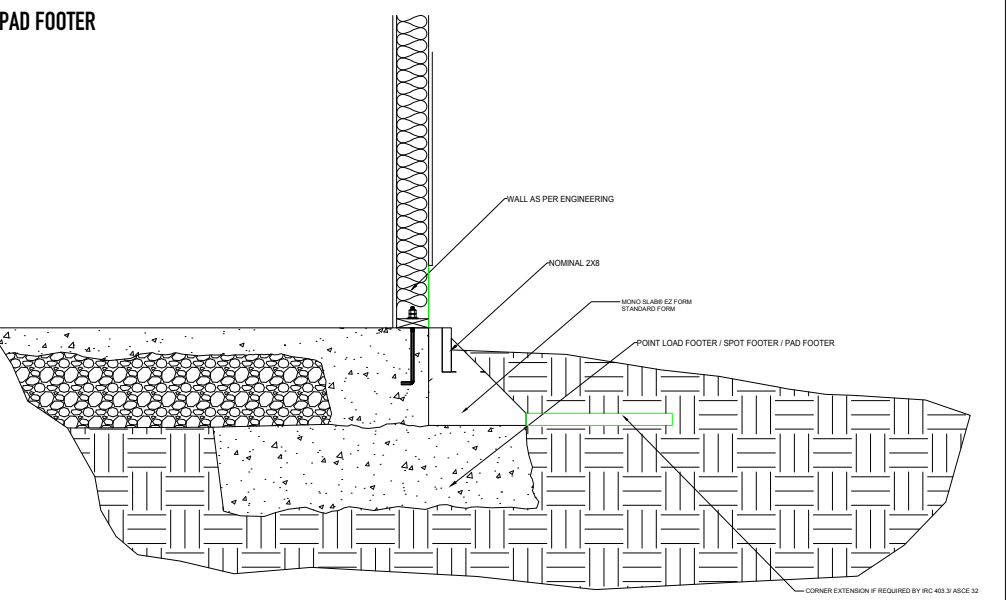 PAD FOOTER
WALL AS PER ENGINEERING
NOMINAL 2X8
MONO SLAB® EZ FORM
STANDARD FORM
POINT LOAD FOOTER / SPOT FOOTER / PAD FOOTER
CORNER EXTENSION IF REQUIRED BY IRC 403.3/ ASCE 32